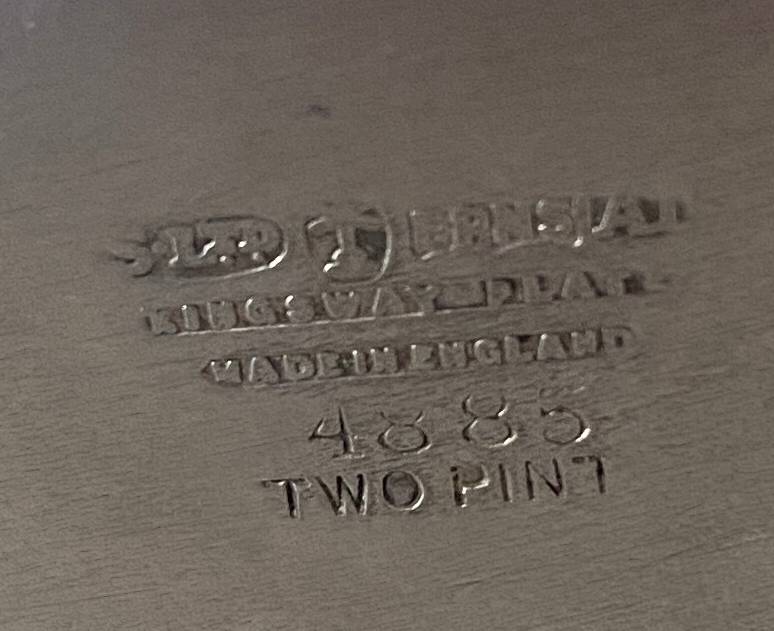 KINGSWAY PLATE
MADE IN ENGLAND
4885
TWO PINT